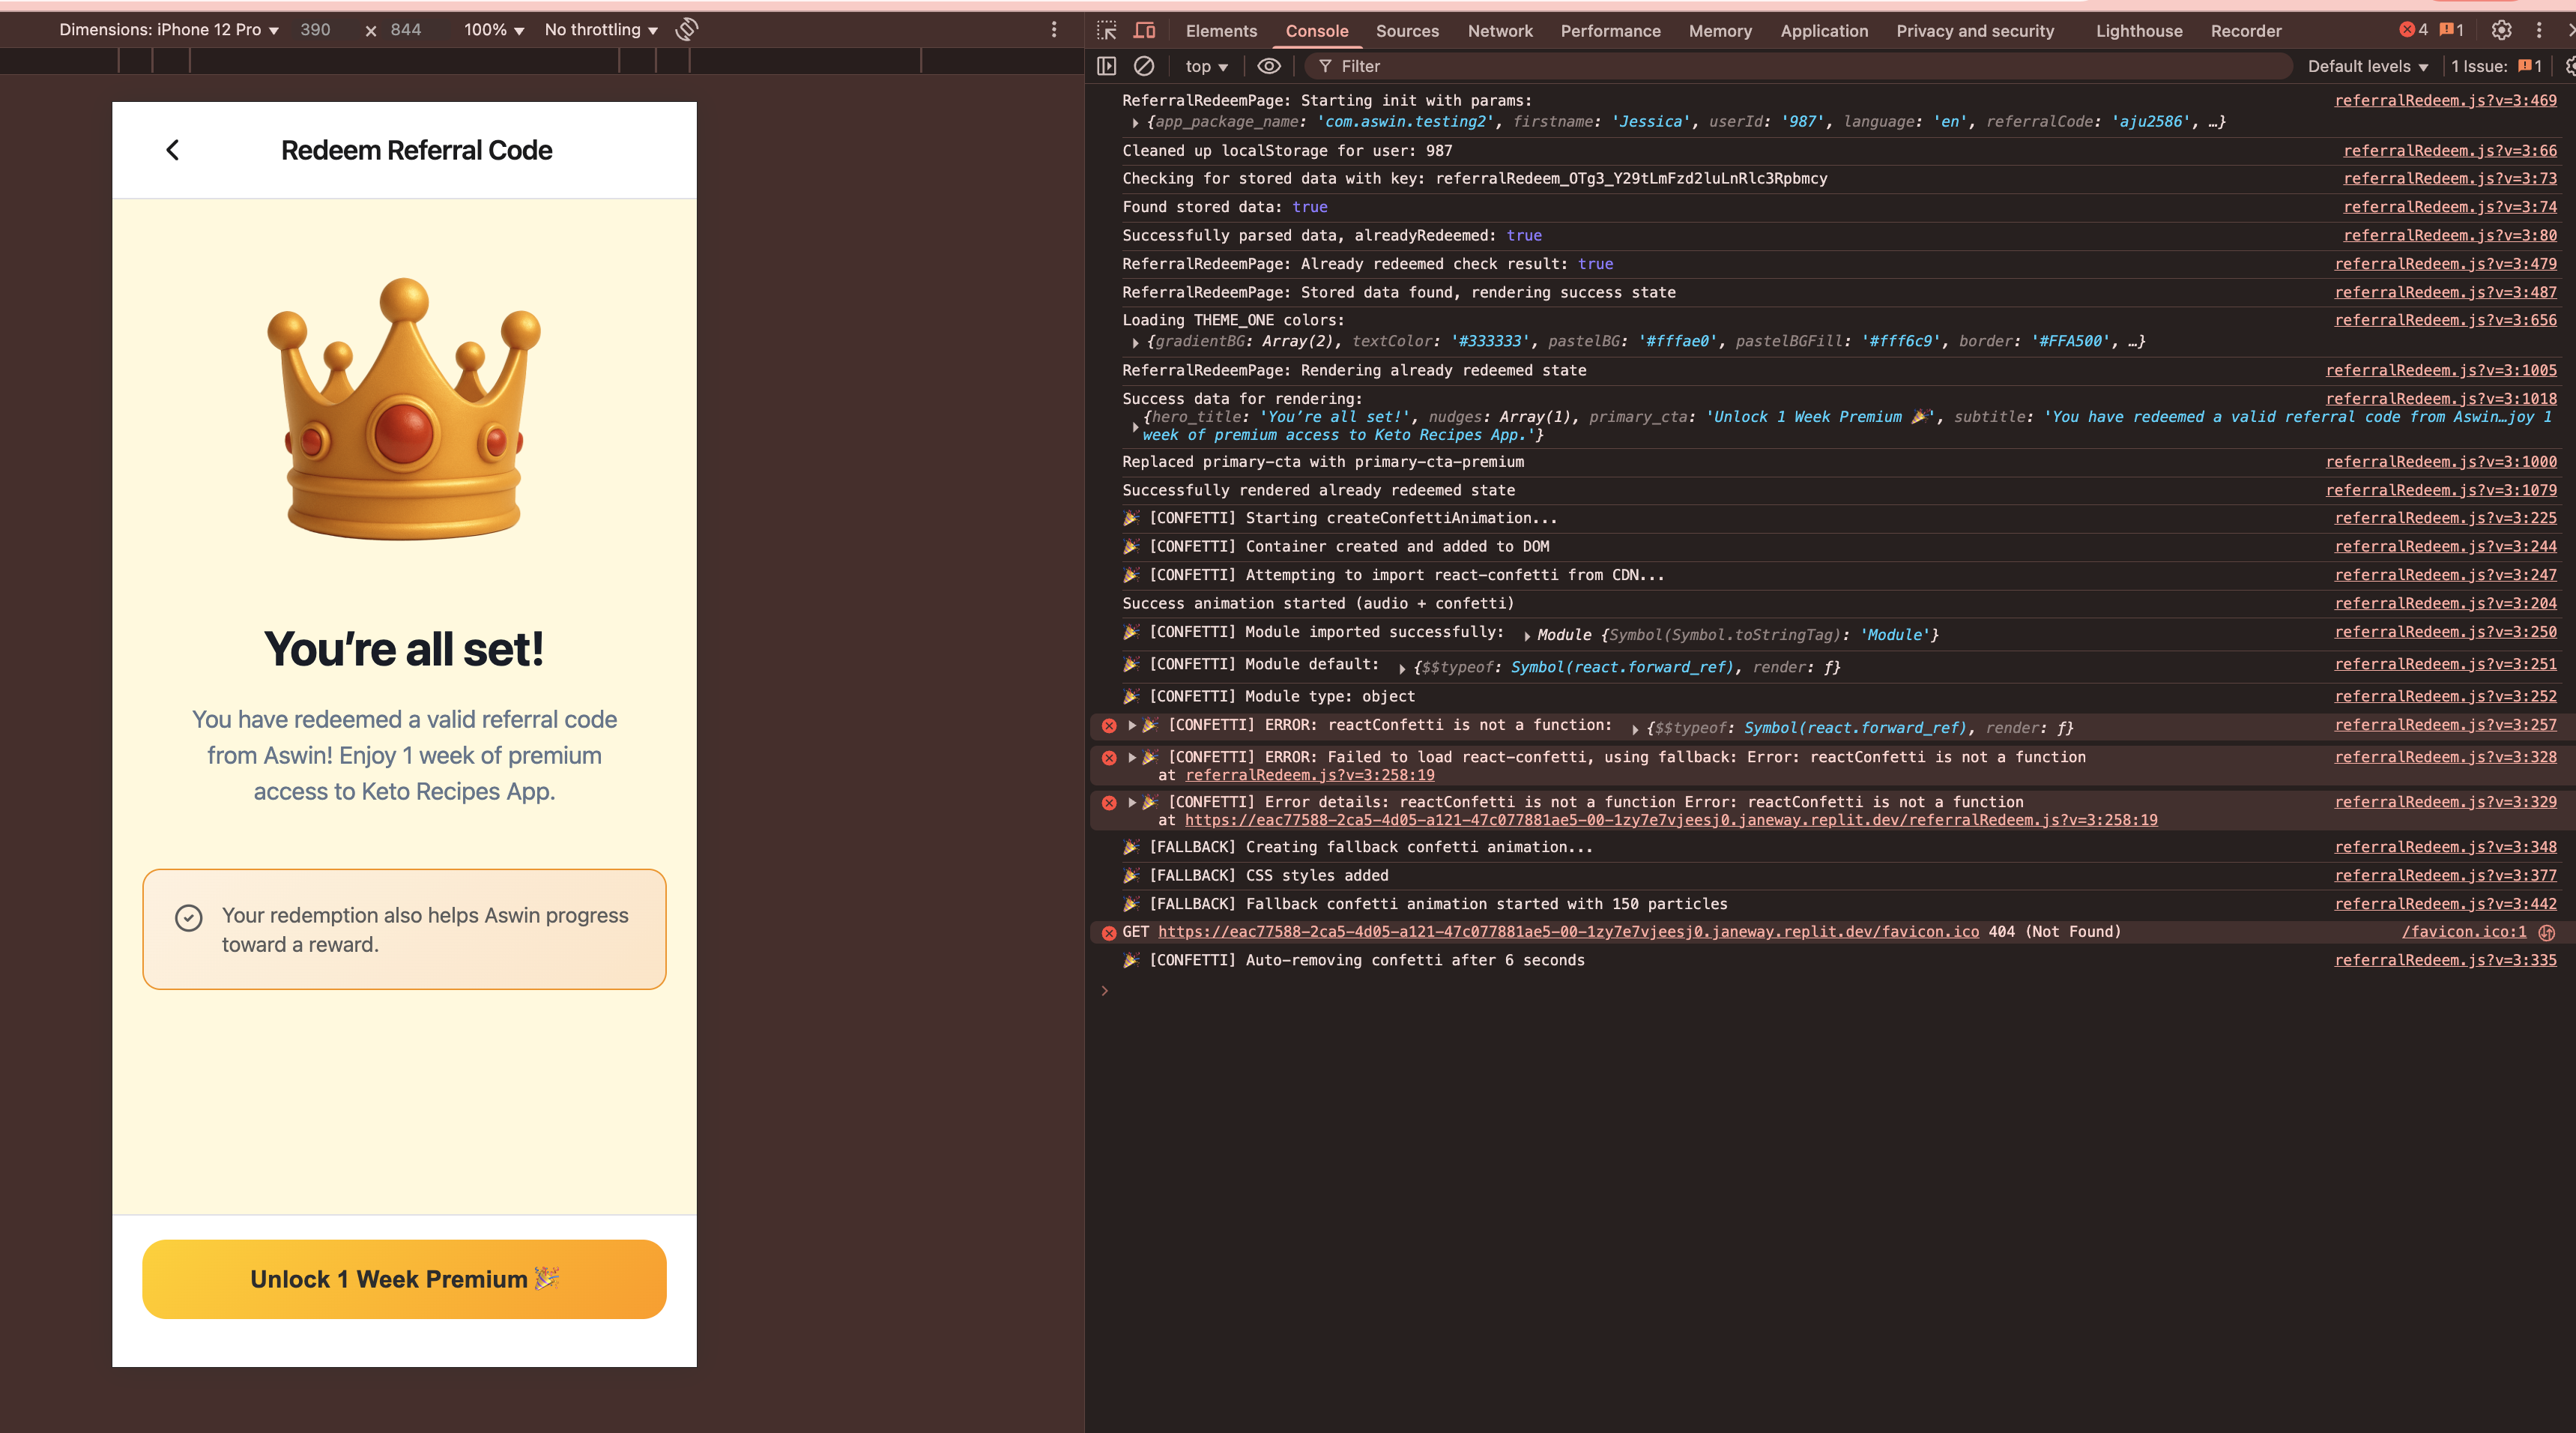 Dimensions: iPhone 12 Pro ▼ 390 × 844 100% ▼ No throttling ▼
Redeem Referral Code
You’re all set!
You have redeemed a valid referral code
from Aswin! Enjoy 1 week of premium
access to Keto Recipes App.
Your redemption also helps Aswin progress
toward a reward.
Unlock 1 Week Premium 🎉
Elements Console Sources Network Performance Memory Application Privacy and security Lighthouse Recorder 4 1
top ▼ Filter Default levels ▼ 1 Issue: 1
ReferralRedeemPage: Starting init with params: referralRedeem.js?v=3:469
{app_package_name: 'com.aswin.testing2', firstname: 'Jessica', userId: '987', language: 'en', referralCode: 'aju2586', …}
Cleaned up localStorage for user: 987 referralRedeem.js?v=3:66
Checking for stored data with key: referralRedeem_OTg3_Y29tLmFzd2luLnRlc3Rpbmcy referralRedeem.js?v=3:73
Found stored data: true referralRedeem.js?v=3:74
Successfully parsed data, alreadyRedeemed: true referralRedeem.js?v=3:80
ReferralRedeemPage: Already redeemed check result: true referralRedeem.js?v=3:479
ReferralRedeemPage: Stored data found, rendering success state referralRedeem.js?v=3:487
Loading THEME_ONE colors: referralRedeem.js?v=3:656
{gradientBG: Array(2), textColor: '#333333', pastelBG: '#fffae0', pastelBGFill: '#fff6c9', border: '#FFA500', …}
ReferralRedeemPage: Rendering already redeemed state referralRedeem.js?v=3:1005
Success data for rendering: referralRedeem.js?v=3:1018
{hero_title: 'You’re all set!', nudges: Array(1), primary_cta: 'Unlock 1 Week Premium 🎉', subtitle: 'You have redeemed a valid referral code from Aswin…joy 1
week of premium access to Keto Recipes App.'}
Replaced primary-cta with primary-cta-premium referralRedeem.js?v=3:1000
Successfully rendered already redeemed state referralRedeem.js?v=3:1079
🎉 [CONFETTI] Starting createConfettiAnimation... referralRedeem.js?v=3:225
🎉 [CONFETTI] Container created and added to DOM referralRedeem.js?v=3:244
🎉 [CONFETTI] Attempting to import react-confetti from CDN... referralRedeem.js?v=3:247
Success animation started (audio + confetti) referralRedeem.js?v=3:204
🎉 [CONFETTI] Module imported successfully: Module {Symbol(Symbol.toStringTag): 'Module'} referralRedeem.js?v=3:250
🎉 [CONFETTI] Module default: {$$typeof: Symbol(react.forward_ref), render: ƒ} referralRedeem.js?v=3:251
🎉 [CONFETTI] Module type: object referralRedeem.js?v=3:252
🎉 [CONFETTI] ERROR: reactConfetti is not a function: {$$typeof: Symbol(react.forward_ref), render: ƒ} referralRedeem.js?v=3:257
🎉 [CONFETTI] ERROR: Failed to load react-confetti, using fallback: Error: reactConfetti is not a function referralRedeem.js?v=3:328
at referralRedeem.js?v=3:258:19
🎉 [CONFETTI] Error details: reactConfetti is not a function Error: reactConfetti is not a function referralRedeem.js?v=3:329
at https://eac77588-2ca5-4d05-a121-47c077881ae5-00-1zy7e7vjeesj0.janeway.replit.dev/referralRedeem.js?v=3:258:19
🎉 [FALLBACK] Creating fallback confetti animation... referralRedeem.js?v=3:348
🎉 [FALLBACK] CSS styles added referralRedeem.js?v=3:377
🎉 [FALLBACK] Fallback confetti animation started with 150 particles referralRedeem.js?v=3:442
GET https://eac77588-2ca5-4d05-a121-47c077881ae5-00-1zy7e7vjeesj0.janeway.replit.dev/favicon.ico 404 (Not Found) /favicon.ico:1
🎉 [CONFETTI] Auto-removing confetti after 6 seconds referralRedeem.js?v=3:335